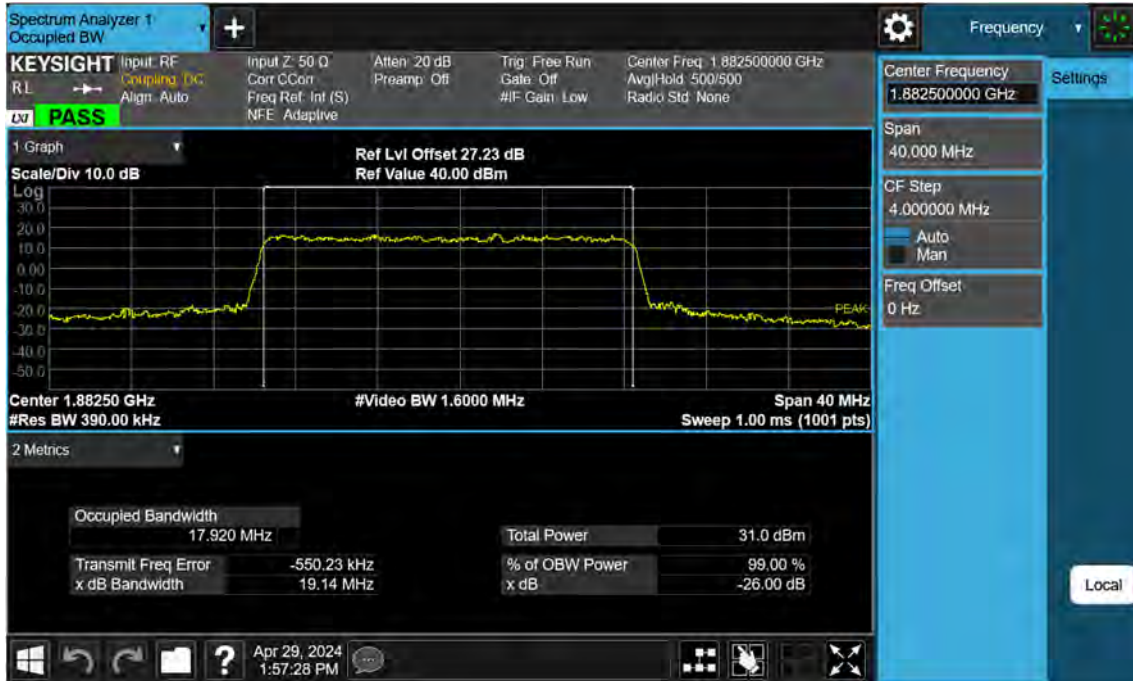 Spectrum Analyzer 1
Occupied BW
Frequency
KEYSIGHT
RL
LXI
PASS
Input: RF
Coupling: DC
Align: Auto
Input Z: 50 Ω
Corr CCorr
Freq Ref: Int (S)
NFE: Adaptive
Atten: 20 dB
Preamp: Off
Trig: Free Run
Gate: Off
#IF Gain: Low
Center Freq: 1.882500000 GHz
Avg|Hold: 500/500
Radio Std: None
Center Frequency
1.882500000 GHz
Settings
Span
40.000 MHz
CF Step
4.000000 MHz
Auto
Man
Freq Offset
0 Hz
1 Graph
Scale/Div 10.0 dB
Ref Lvl Offset 27.23 dB
Ref Value 40.00 dBm
Log
30.0
20.0
10.0
0.00
-10.0
-20.0
-30.0
-40.0
-50.0
PEAK
Center 1.88250 GHz
#Video BW 1.6000 MHz
Span 40 MHz
#Res BW 390.00 kHz
Sweep 1.00 ms (1001 pts)
2 Metrics
Occupied Bandwidth
17.920 MHz
Total Power 31.0 dBm
Transmit Freq Error -550.23 kHz
% of OBW Power 99.00 %
x dB Bandwidth 19.14 MHz
x dB -26.00 dB
Local
?
Apr 29, 2024
1:57:28 PM